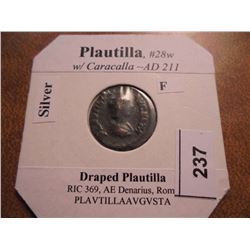 Plautilla, #28w
w/ Caracalla ~AD 211
Silver
F
237
Draped Plautilla
RIC 369, AE Denarius, Rom
PLAVTILLAAVGVSTA